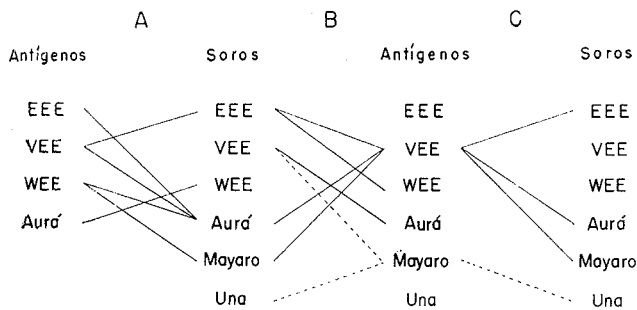 A B C
Antígenos Soros Antígenos Soros
EEE EEE EEE EEE
VEE VEE VEE VEE
WEE WEE WEE WEE
Aurá Aurá Aurá Aurá
Mayaro Mayaro Mayaro
Una Una Una